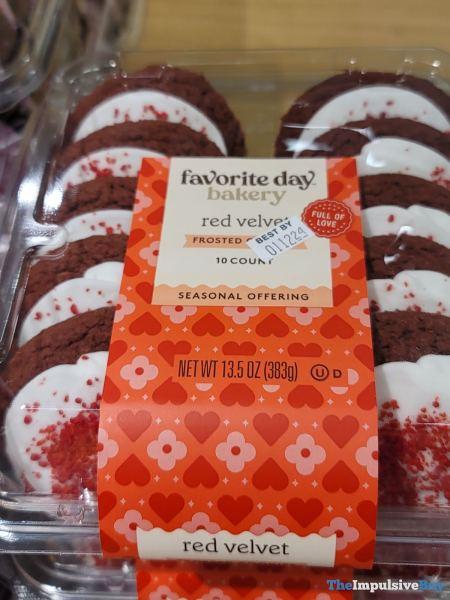 favorite day
bakery
red velvet
FULL OF
LOVE
FROSTED
BEST BY
011224
10 COUNT
SEASONAL OFFERING
NET WT 13.5 OZ (383g) U D
red velvet
TheImpulsiveBuy